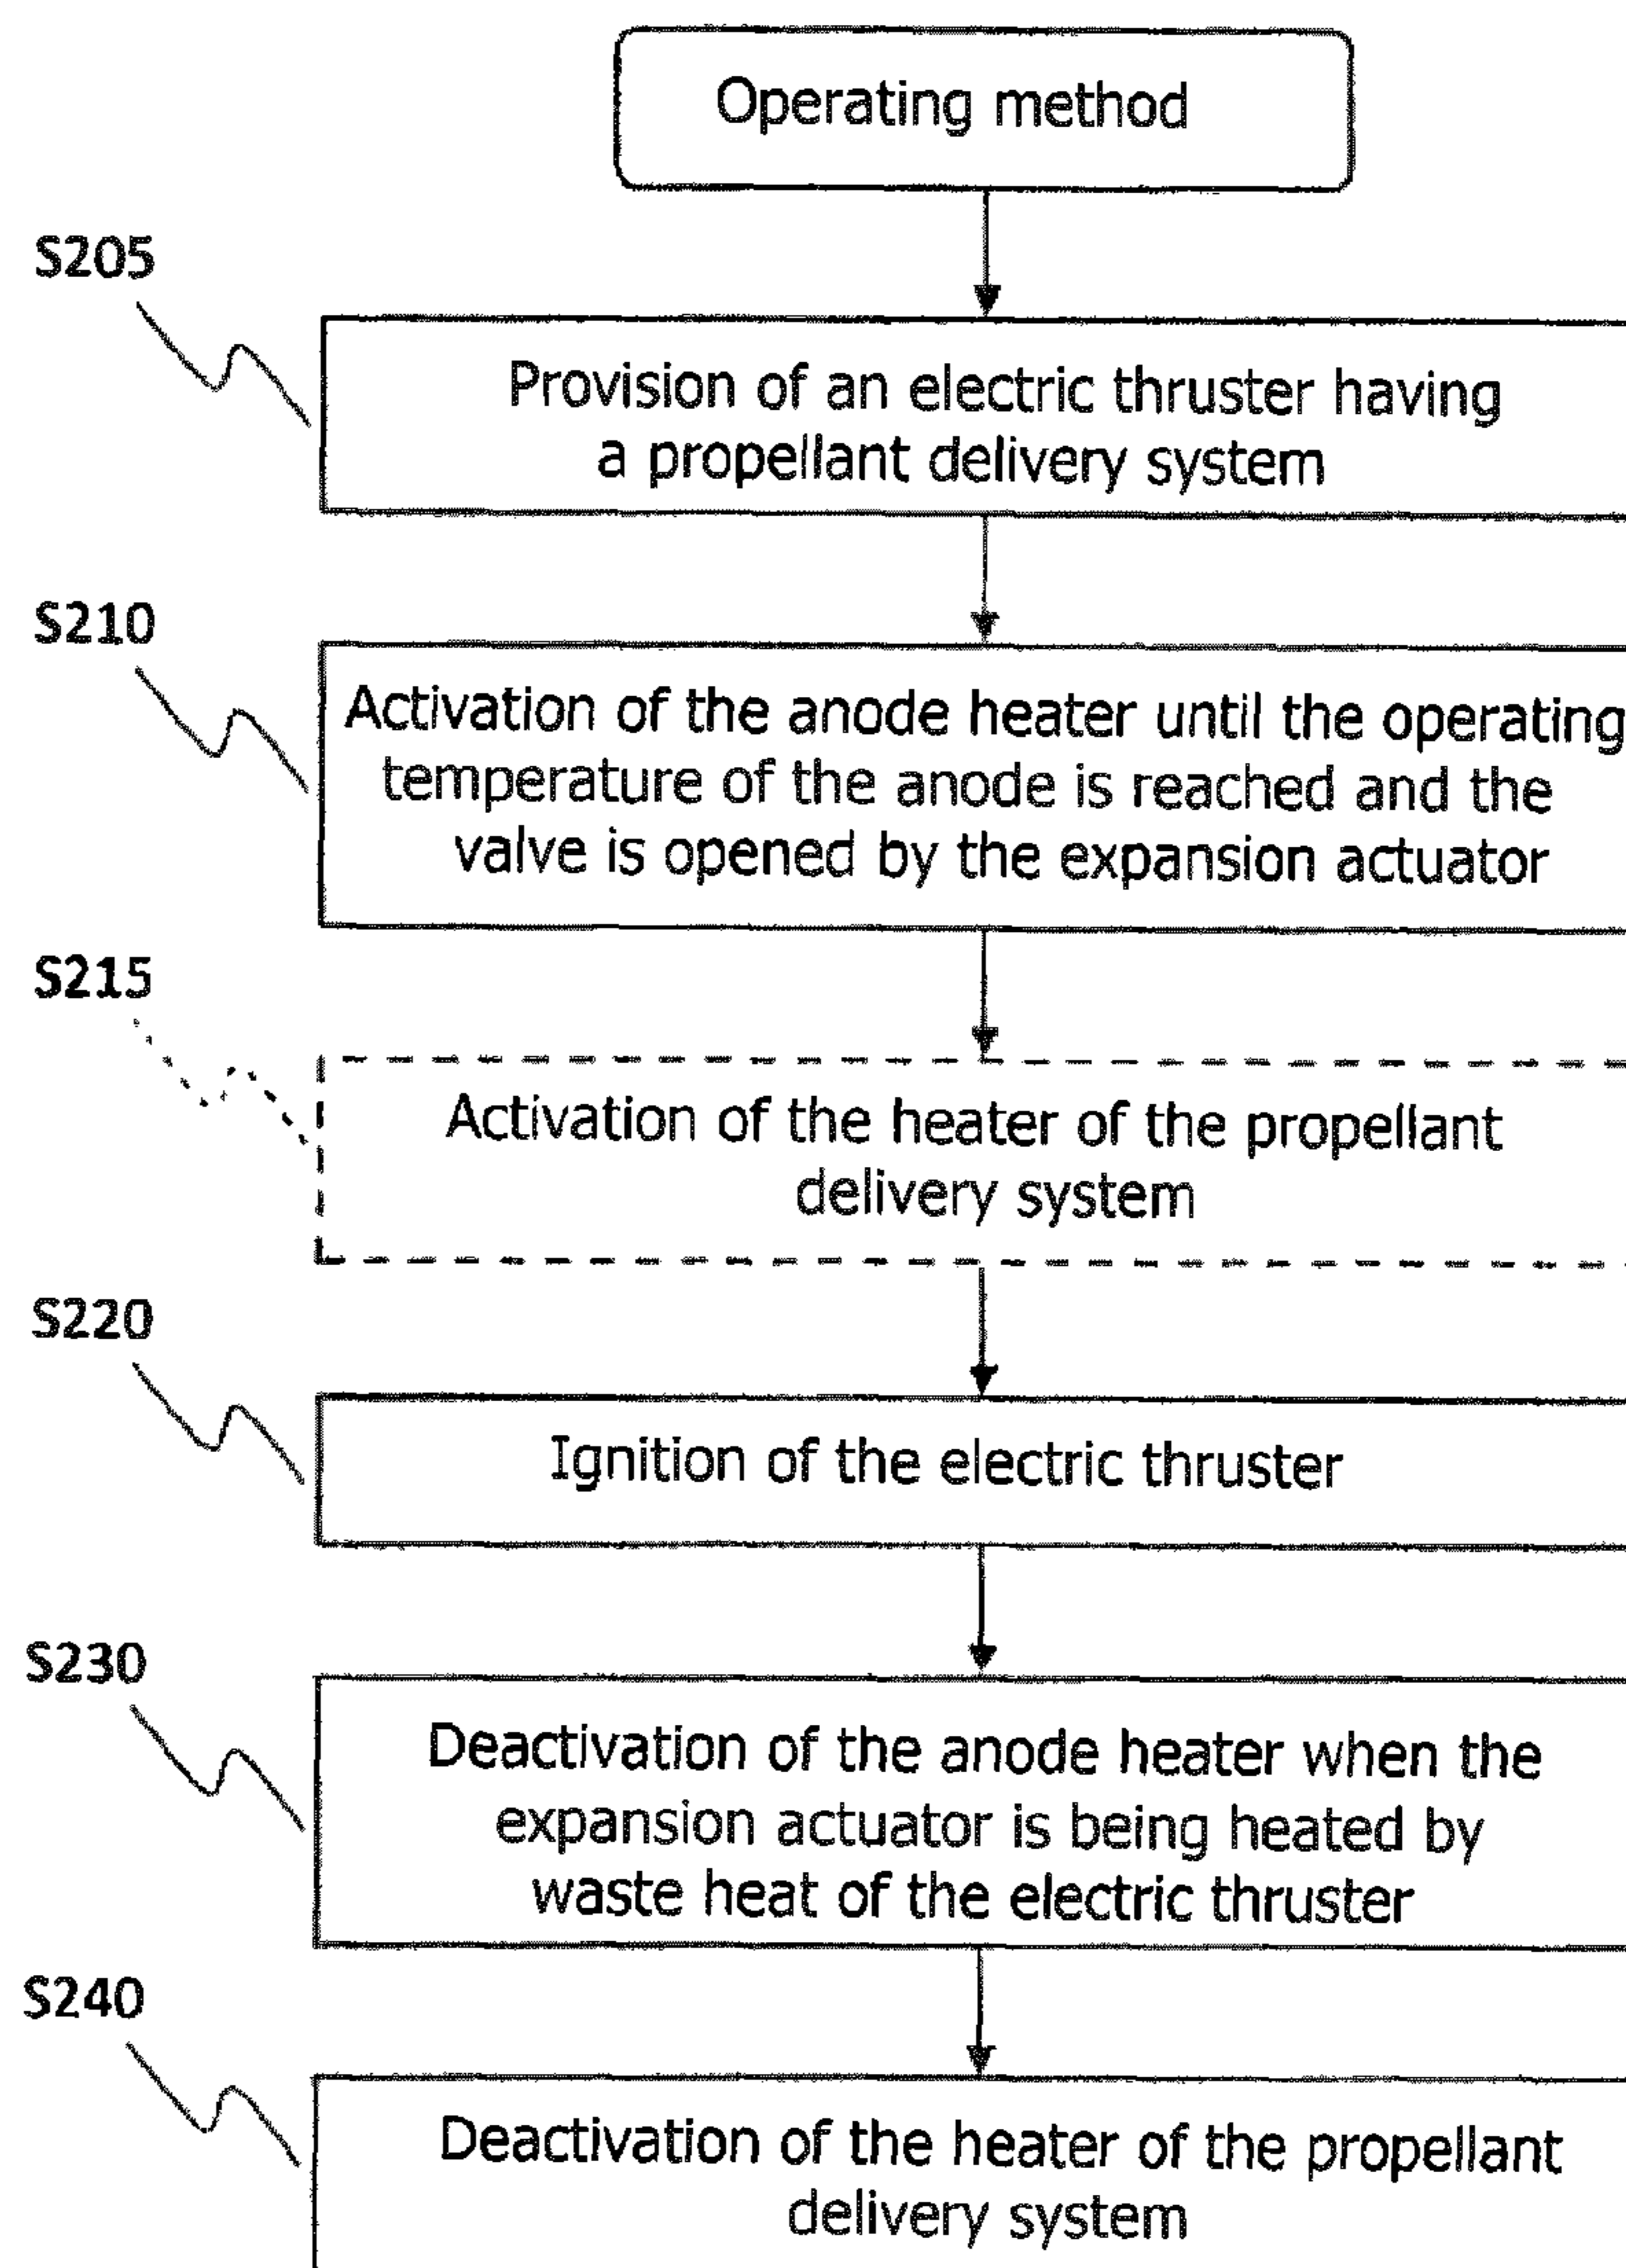 Operating method
S205
Provision of an electric thruster having
a propellant delivery system
S210
Activation of the anode heater until the operating
temperature of the anode is reached and the
valve is opened by the expansion actuator
S215
Activation of the heater of the propellant
delivery system
S220
Ignition of the electric thruster
S230
Deactivation of the anode heater when the
expansion actuator is being heated by
waste heat of the electric thruster
S240
Deactivation of the heater of the propellant
delivery system